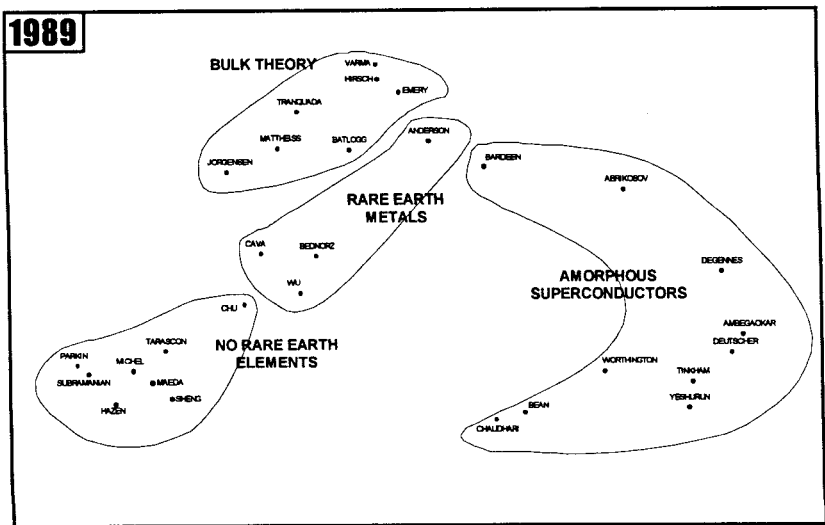 1989
BULK THEORY
VARMA
HIRSCH
EMERY
TRANQUADA
MATTHEISS
BATLOGG
JORGENSEN
ANDERSON
RARE EARTH
METALS
CAVA
BEDNORZ
WU
BARDEEN
ABRIKOSOV
DEGENNES
AMORPHOUS
SUPERCONDUCTORS
AMBEGAOKAR
DEUTSCHER
WORTHINGTON
TINKHAM
YESHURUN
BEAN
CHAUDHARI
CHU
NO RARE EARTH
ELEMENTS
TARASCON
PARKIN
MICHEL
SUBRAMANIAN
MAEDA
SHENG
HAZEN